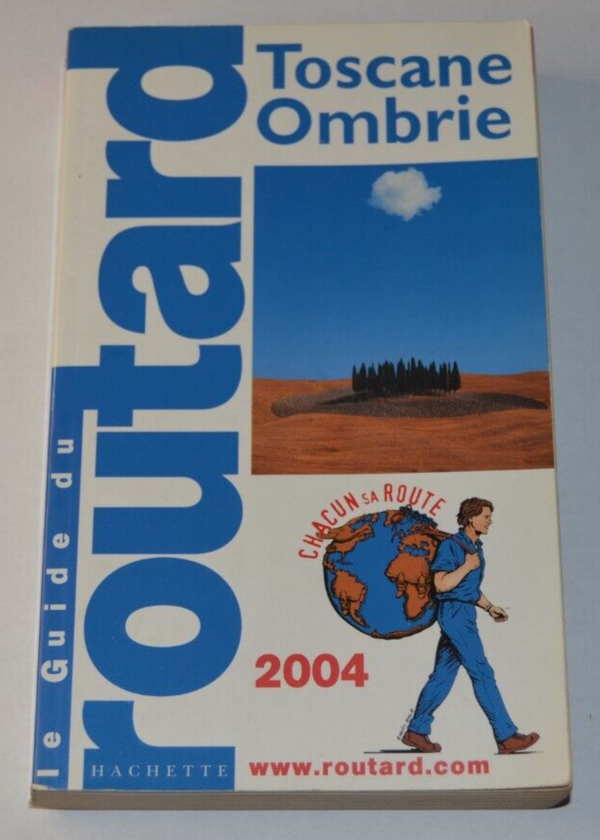 le Guide du
routard
Toscane
Ombrie
CHACUN SA ROUTE
2004
HACHETTE
www.routard.com